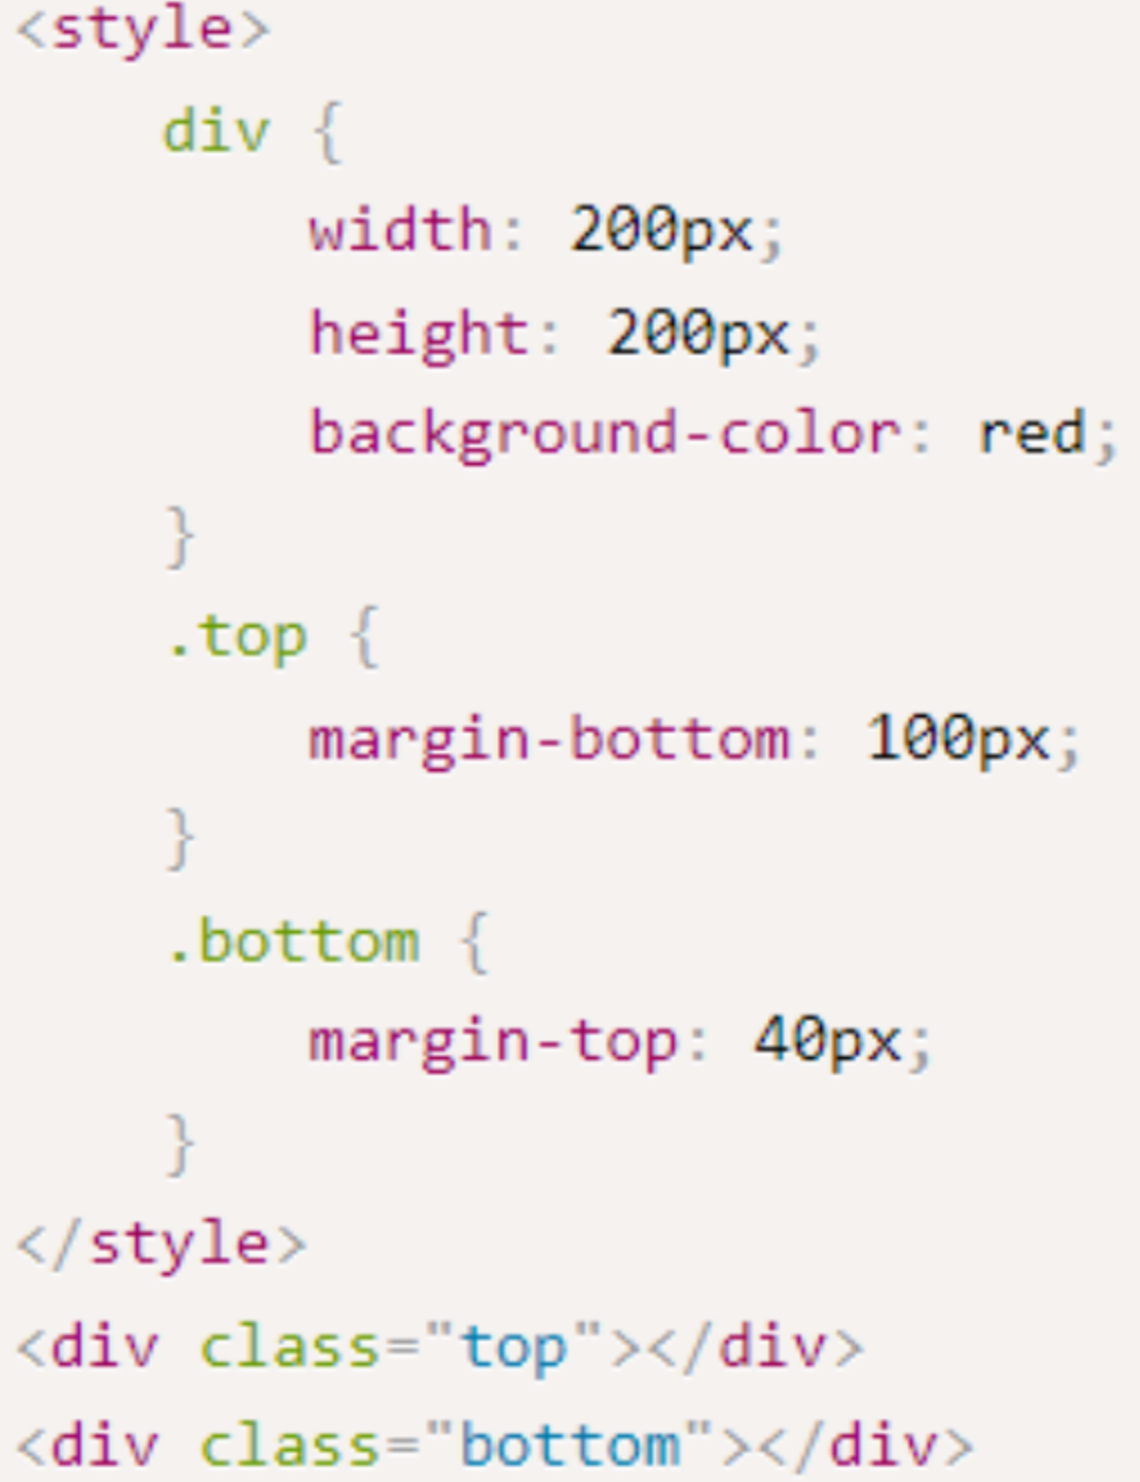 <style>
    div {
        width: 200px;
        height: 200px;
        background-color: red;
    }
    .top {
        margin-bottom: 100px;
    }
    .bottom {
        margin-top: 40px;
    }
</style>
<div class="top"></div>
<div class="bottom"></div>